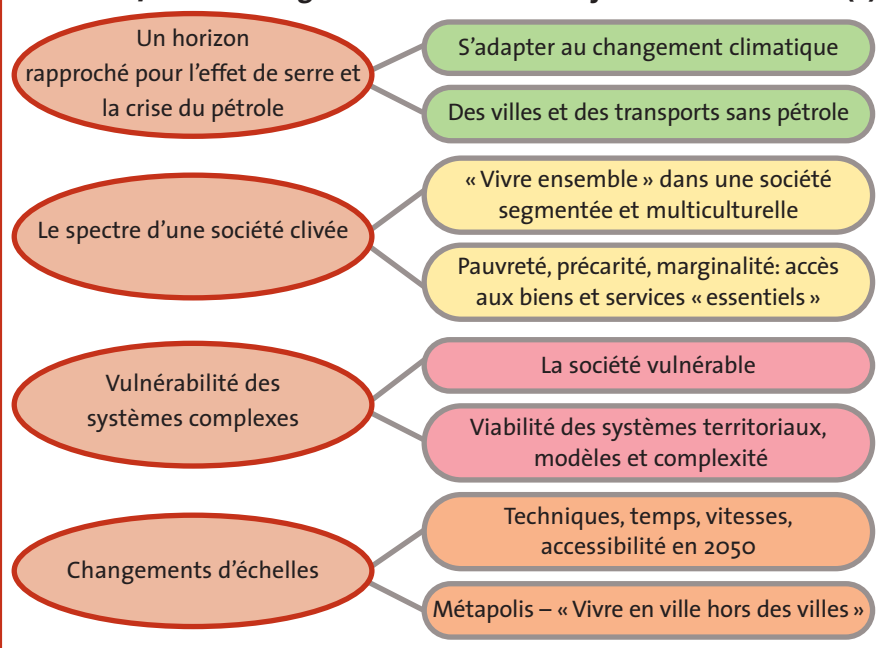 Un horizon
rapproché pour l'effet de serre et
la crise du pétrole
S'adapter au changement climatique
Des villes et des transports sans pétrole
Le spectre d'une société clivée
« Vivre ensemble » dans une société
segmentée et multiculturelle
Pauvreté, précarité, marginalité: accès
aux biens et services « essentiels »
Vulnérabilité des
systèmes complexes
La société vulnérable
Viabilité des systèmes territoriaux,
modèles et complexité
Changements d'échelles
Techniques, temps, vitesses,
accessibilité en 2050
Métapolis – « Vivre en ville hors des villes »